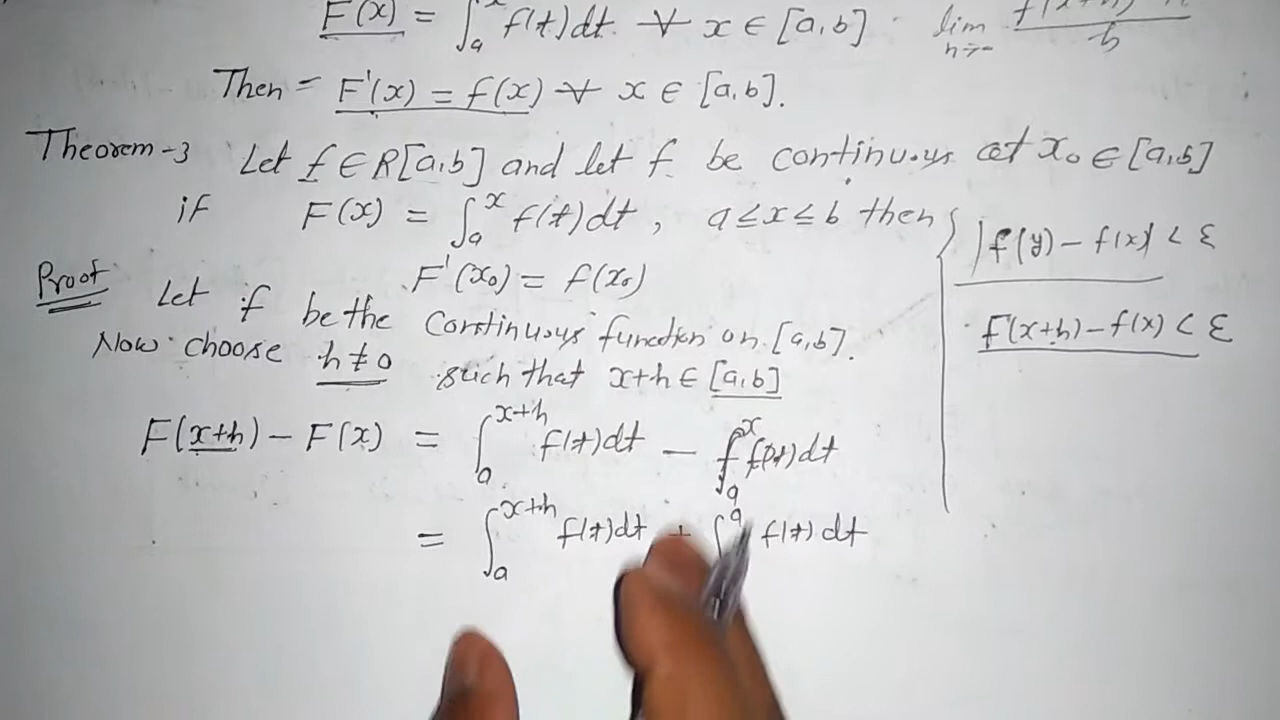 F(x) = ∫ₐˣ f(t)dt ∀ x ∈ [a,b]
lim
h
Then = F'(x) = f(x) ∀ x ∈ [a,b].
Theorem-3 Let f ∈ R[a,b] and let f be continuous at x₀ ∈ [a,b]
if F(x) = ∫ₐˣ f(t)dt, a ≤ x ≤ b then
F'(x₀) = f(x₀)
Proof Let f be the continuous function on [a,b].
Now choose h ≠ 0 such that x+h ∈ [a,b]
F(x+h) - F(x) = ∫ₐˣ⁺ʰ f(t)dt - ∫ₐˣ f(t)dt
= ∫ₐˣ⁺ʰ f(t)dt + ∫ᵃ f(t)dt
|f(y) - f(x)| < ε
f(x+h) - f(x) < ε